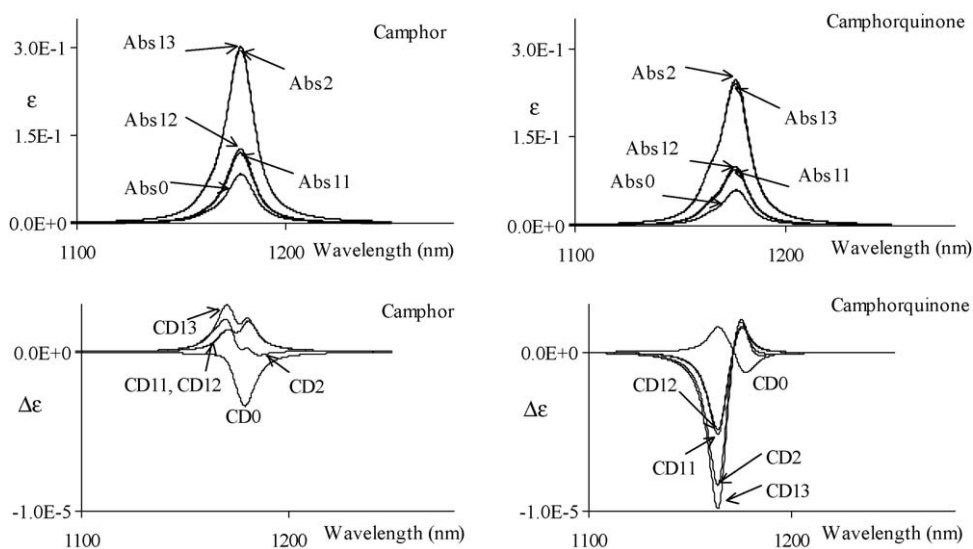 Camphor
3.0E-1
Abs13
Abs2
ε
1.5E-1
Abs12
Abs11
Abs0
0.0E+0
1100
1200
Wavelength (nm)
Camphorquinone
3.0E-1
Abs2
ε
Abs13
1.5E-1
Abs12
Abs11
Abs0
0.0E+0
1100
1200
Wavelength (nm)
Camphor
CD13
0.0E+0
CD11, CD12
CD2
Δε
CD0
-1.0E-5
1100
1200
Wavelength (nm)
Camphorquinone
0.0E+0
CD0
CD12
Δε
CD11
CD2
CD13
-1.0E-5
1100
1200
Wavelength (nm)